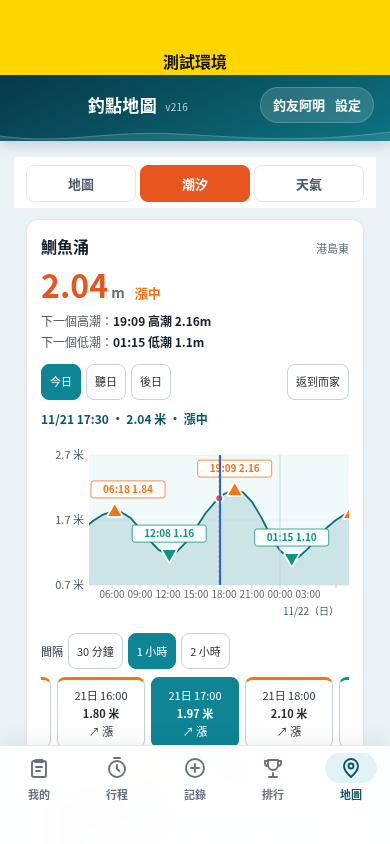 測試環境
釣點地圖 v216 釣友阿明 設定
地圖 潮汐 天氣
鰂魚涌 港島東
2.04 m 漲中
下一個高潮：19:09 高潮 2.16m
下一個低潮：01:15 低潮 1.1m
今日 聽日 後日 返到而家
11/21 17:30 · 2.04 米 · 漲中
2.7 米
19:09 2.16
06:18 1.84
1.7 米
12:08 1.16
01:15 1.10
0.7 米
06:00 09:00 12:00 15:00 18:00 21:00 00:00 03:00
11/22（日）
間隔 30 分鐘 1 小時 2 小時
21日 16:00 21日 17:00 21日 18:00
1.80 米 1.97 米 2.10 米
↗ 漲 ↗ 漲 ↗ 漲
我的 行程 記錄 排行 地圖